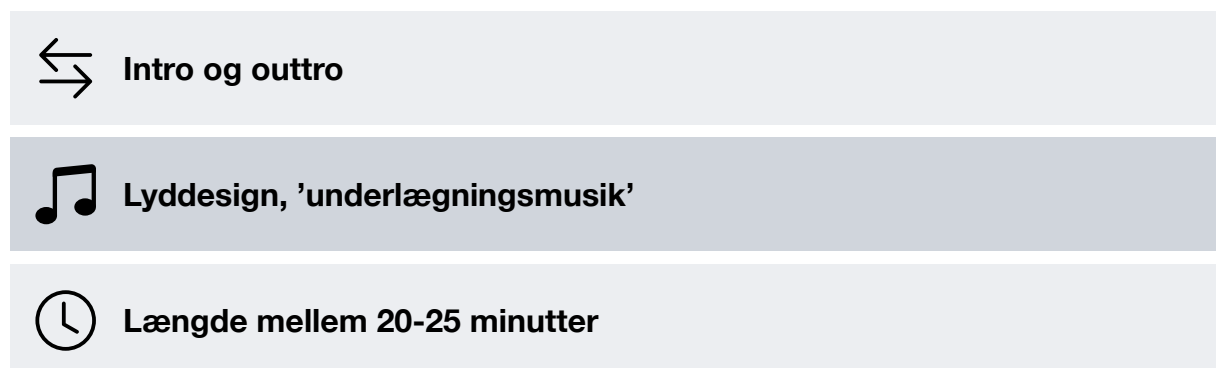 Intro og outtro
Lyddesign, ’underlægningsmusik’
Længde mellem 20-25 minutter